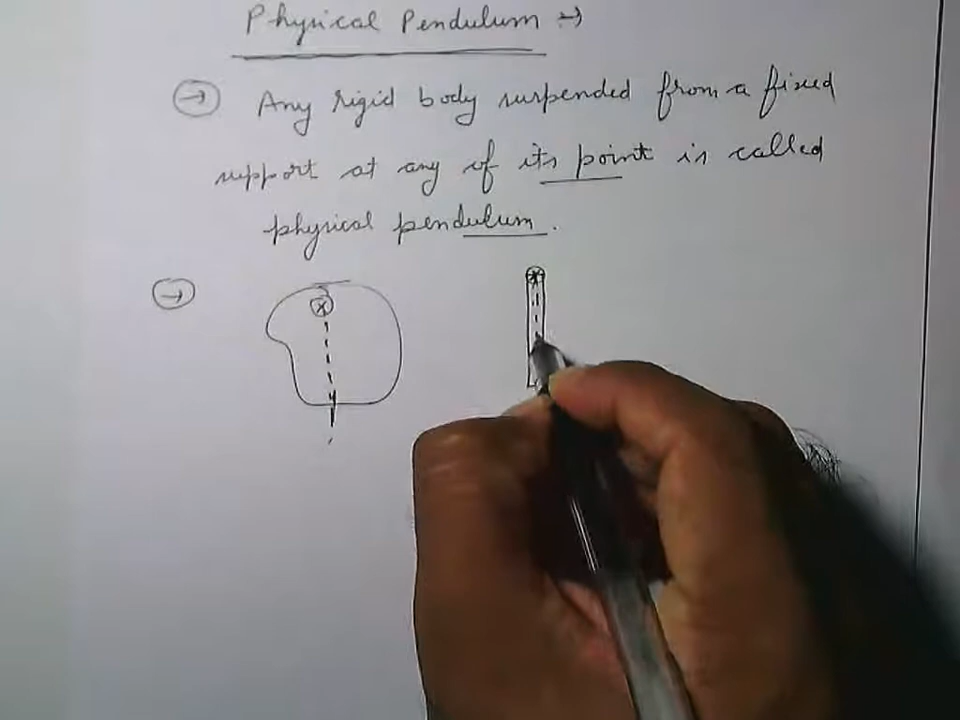 Physical Pendulum :→
→ Any rigid body suspended from a fixed
support at any of its point is called
physical pendulum.
→